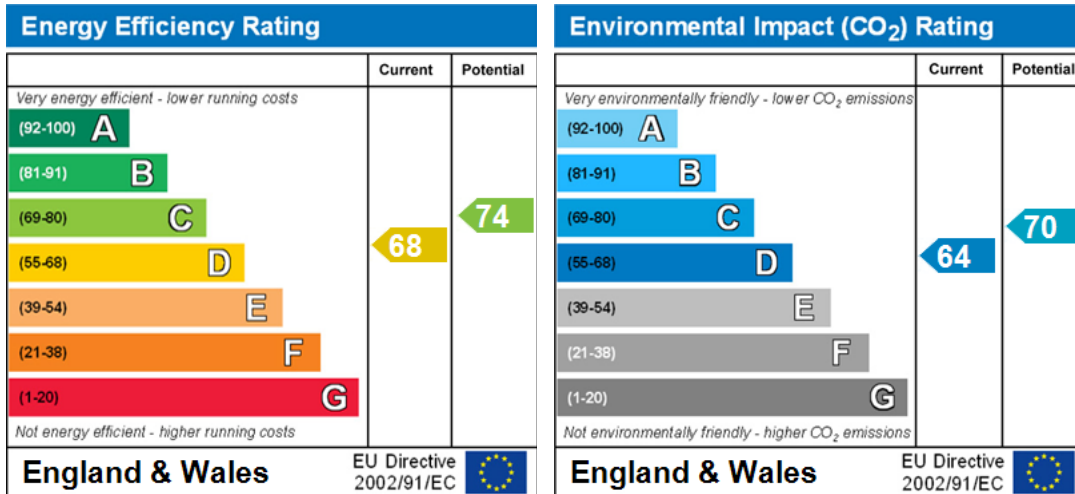 Energy Efficiency Rating
Current Potential
Very energy efficient - lower running costs
(92-100) A
(81-91) B
(69-80) C
74
68
(55-68) D
(39-54) E
(21-38) F
(1-20) G
Not energy efficient - higher running costs
England & Wales
EU Directive
2002/91/EC
Environmental Impact (CO₂) Rating
Current Potential
Very environmentally friendly - lower CO₂ emissions
(92-100) A
(81-91) B
(69-80) C
70
64
(55-68) D
(39-54) E
(21-38) F
(1-20) G
Not environmentally friendly - higher CO₂ emissions
England & Wales
EU Directive
2002/91/EC